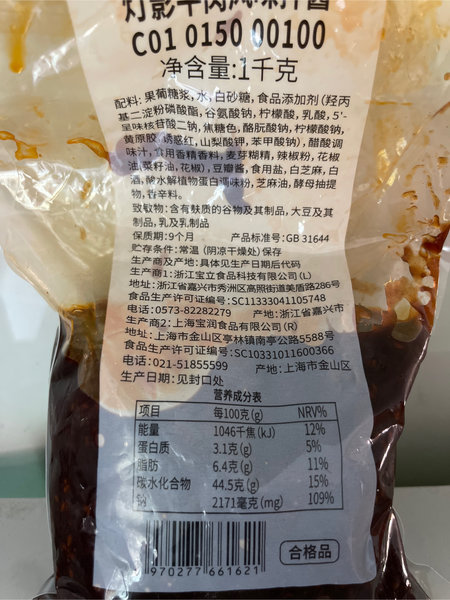 灯影牛肉风味拌酱
C01 0150 00100
净含量:1千克
配料: 果葡糖浆, 水, 白砂糖, 食品添加剂 (羟丙
基二淀粉磷酸酯, 谷氨酸钠, 柠檬酸, 乳酸, 5'-
呈味核苷酸二钠, 焦糖色, 酪朊酸钠, 柠檬酸钠,
黄原胶, 诱惑红, 山梨酸钾, 苯甲酸钠), 醋酸调
味汁, 食用香精香料, 麦芽糊精, 辣椒粉, 花椒
油(菜籽油, 花椒), 豆瓣酱, 食用盐, 白芝麻, 白
酒, 酸水解植物蛋白调味粉, 芝麻油, 酵母抽提
物, 香辛料。
致敏物: 含有麸质的谷物及其制品, 大豆及其
制品, 乳及乳制品
保质期: 9个月 产品标准号: GB 31644
贮存条件: 常温 (阴凉干燥处) 保存
生产商及产地: 具体见生产日期后代码
生产商1: 浙江宝立食品科技有限公司 (L)
地址: 浙江省嘉兴市秀洲区高照街道美盾路286号
食品生产许可证编号: SC11333041105748
电话: 0573-82282279 产地: 浙江省嘉兴市
生产商2: 上海宝润食品有限公司 (R)
地址: 上海市金山区亭林镇南亭公路5588号
食品生产许可证编号: SC10331011600366
电话: 021-51855599 产地: 上海市金山区
生产日期: 见封口处
营养成分表
项目 每100克(g) NRV%
能量 1046千焦(kJ) 12%
蛋白质 3.1克(g) 5%
脂肪 6.4克(g) 11%
碳水化合物 44.5克(g) 15%
钠 2171毫克(mg) 109%
970277 661621
合格品